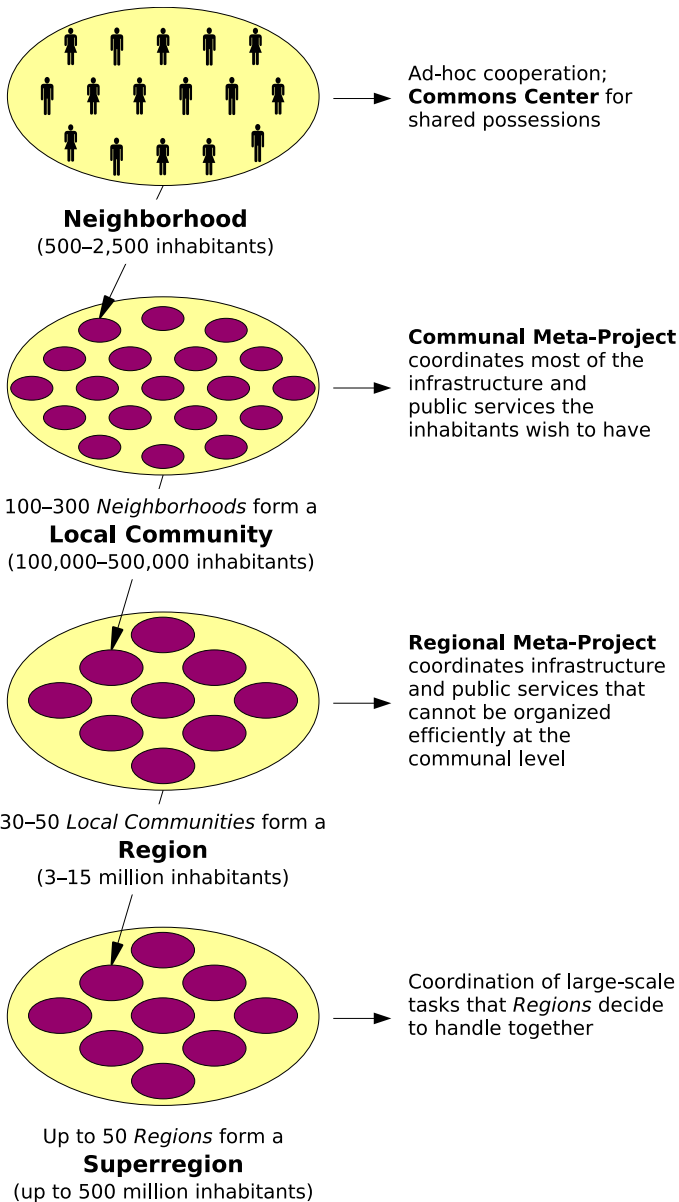 Ad-hoc cooperation;
Commons Center for
shared possessions
Neighborhood
(500–2,500 inhabitants)
Communal Meta-Project
coordinates most of the
infrastructure and
public services the
inhabitants wish to have
100–300 Neighborhoods form a
Local Community
(100,000–500,000 inhabitants)
Regional Meta-Project
coordinates infrastructure
and public services that
cannot be organized
efficiently at the
communal level
30–50 Local Communities form a
Region
(3–15 million inhabitants)
Coordination of large-scale
tasks that Regions decide
to handle together
Up to 50 Regions form a
Superregion
(up to 500 million inhabitants)